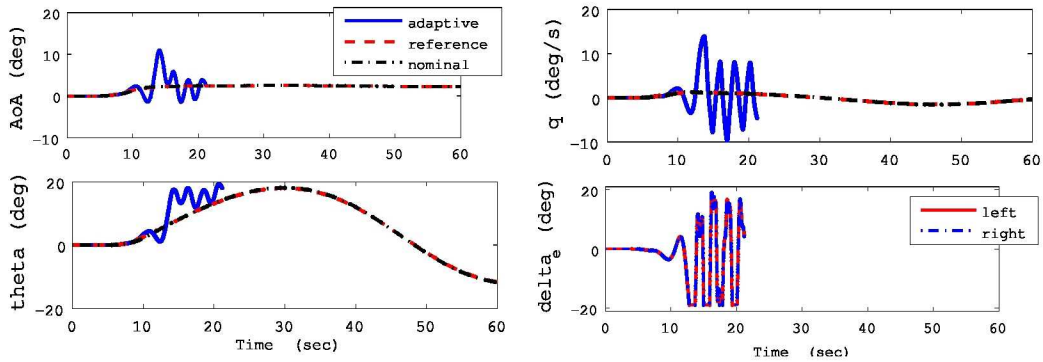 20
10
0
−10
AoA (deg)
adaptive
reference
nominal
0 10 20 30 40 50 60
20
10
0
−10
q (deg/s)
0 10 20 30 40 50 60
20
0
−20
theta (deg)
0 10 20 30 40 50 60
Time (sec)
20
0
−20
delta_e (deg)
left
right
0 10 20 30 40 50 60
Time (sec)